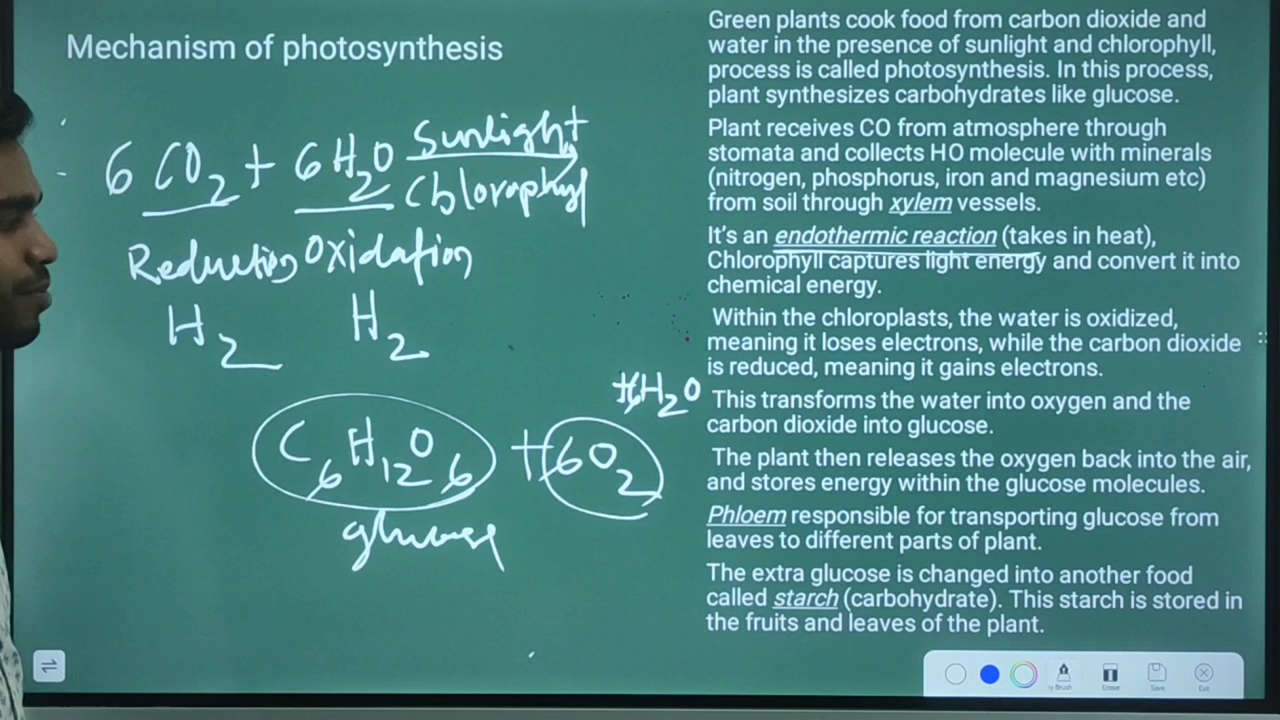 Mechanism of photosynthesis
6 CO2 + 6H2O Sunlight
Chlorophyl
Reduction Oxidation
H2 H2
C6H12O6 + 6O2
+6H2O
glucose
Green plants cook food from carbon dioxide and
water in the presence of sunlight and chlorophyll,
process is called photosynthesis. In this process,
plant synthesizes carbohydrates like glucose.
Plant receives CO from atmosphere through
stomata and collects HO molecule with minerals
(nitrogen, phosphorus, iron and magnesium etc)
from soil through xylem vessels.
It's an endothermic reaction (takes in heat),
Chlorophyll captures light energy and convert it into
chemical energy.
Within the chloroplasts, the water is oxidized,
meaning it loses electrons, while the carbon dioxide
is reduced, meaning it gains electrons.
This transforms the water into oxygen and the
carbon dioxide into glucose.
The plant then releases the oxygen back into the air,
and stores energy within the glucose molecules.
Phloem responsible for transporting glucose from
leaves to different parts of plant.
The extra glucose is changed into another food
called starch (carbohydrate). This starch is stored in
the fruits and leaves of the plant.
Brush Eraser Save Exit